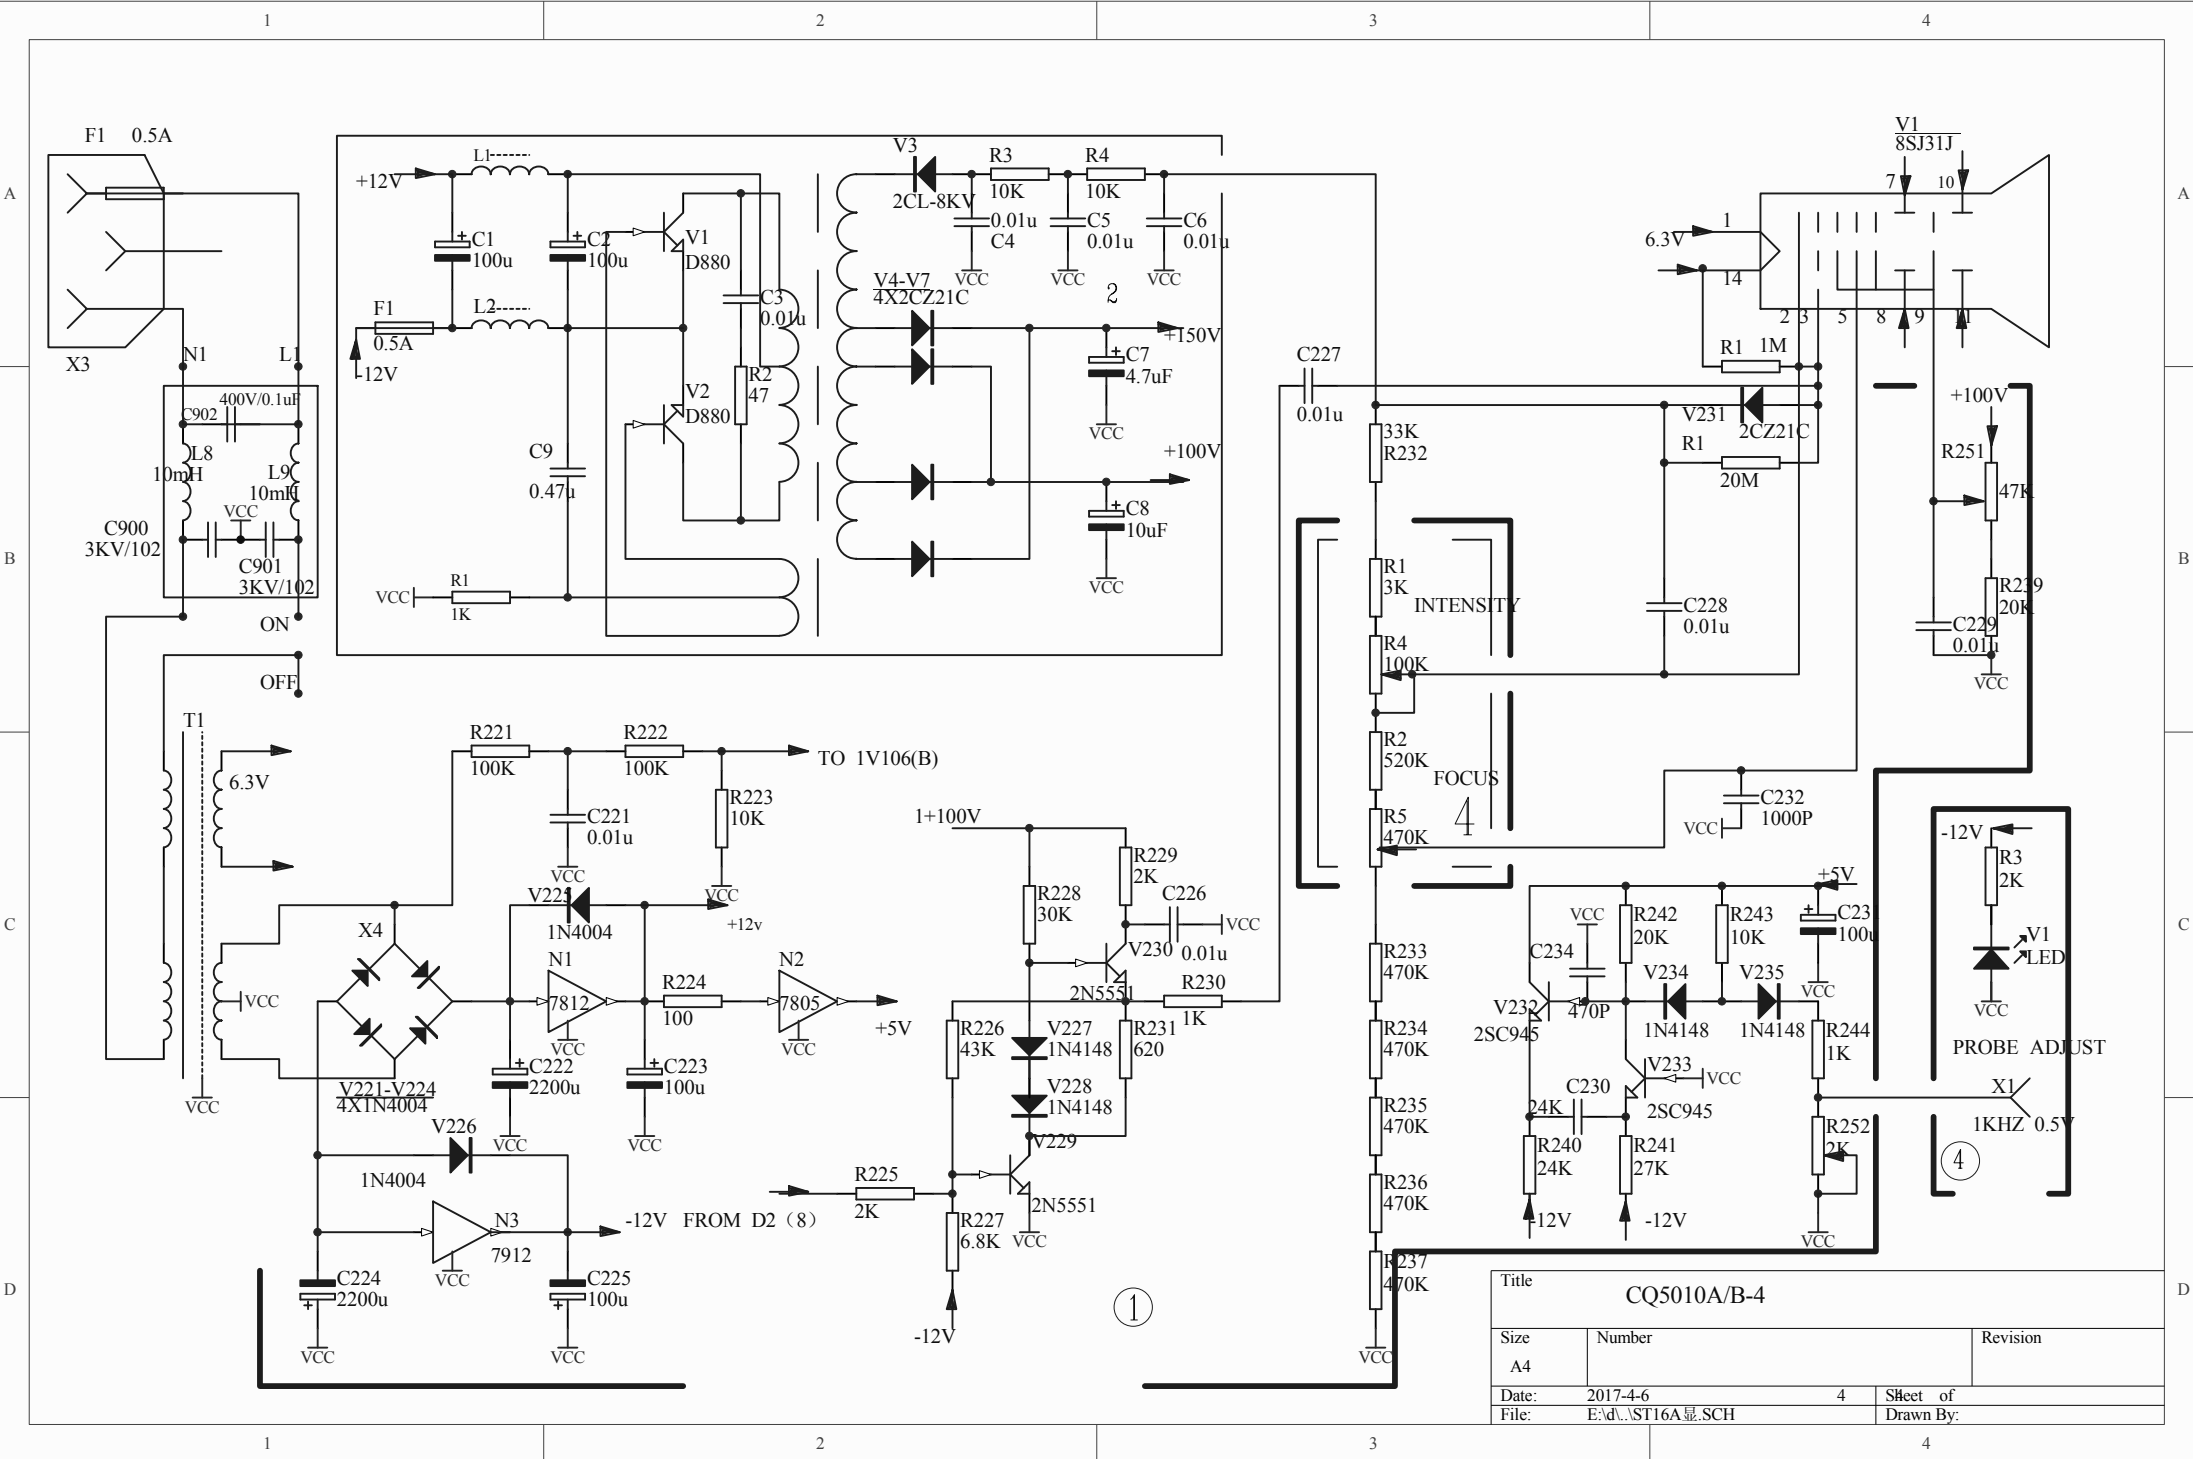 1 2 3 4
A A
B B
C C
D D
1 2 3 4
F1 0.5A
X3
N1 L1
400V/0.1uF
C902
L8
10mH
L9
10mH
VCC
C900
3KV/102
C901
3KV/102
ON
OFF
T1
6.3V
VCC
VCC
+12V
L1
C1
100u
C2
100u
F1
0.5A
L2
-12V
V1
D880
C3
0.01u
V2
D880
R2
47
C9
0.47u
VCC
R1
1K
V3
2CL-8KV
R3
10K
R4
10K
0.01u
C4
VCC
C5
0.01u
VCC
C6
0.01u
VCC
2
V4-V7
4X2CZ21C
+150V
C7
4.7uF
VCC
+100V
C8
10uF
VCC
V1
8SJ31J
7 10
1
6.3V
14
2 3 5 8 9 11
R1 1M
V231
2CZ21C
R1
20M
+100V
R251
47K
R239
20K
C229
0.01u
VCC
C227
0.01u
33K
R232
R1
3K
INTENSITY
R4
100K
R2
520K
FOCUS
4
R5
470K
C228
0.01u
C232
1000P
VCC
R233
470K
R234
470K
R235
470K
R236
470K
R237
470K
VCC
R221
100K
R222
100K
TO 1V106(B)
C221
0.01u
VCC
R223
10K
VCC
V225
1N4004
+12v
X4
V221-V224
4X1N4004
N1
7812
VCC
R224
100
N2
7805
VCC
+5V
C222
2200u
VCC
C223
100u
VCC
V226
1N4004
N3
7912
VCC
-12V
C224
2200u
VCC
C225
100u
VCC
FROM D2（8）
R225
2K
1+100V
R229
2K
R228
30K
C226
0.01u
VCC
V230
2N5551
R230
1K
R226
43K
V227
1N4148
R231
620
V228
1N4148
V229
2N5551
VCC
R227
6.8K
-12V
1
+5V
VCC
C234
470P
R242
20K
R243
10K
C231
100u
VCC
V232
2SC945
V234
1N4148
V235
1N4148
R244
1K
V233
2SC945
VCC
C230
24K
R240
24K
-12V
R241
27K
-12V
R252
2K
VCC
-12V
R3
2K
V1
LED
VCC
PROBE ADJUST
X1
1KHZ 0.5V
4
Title
CQ5010A/B-4
Size Number Revision
A4
Date: 2017-4-6 4 Sheet 4 of
File: E:\d\..\ST16A显.SCH Drawn By: